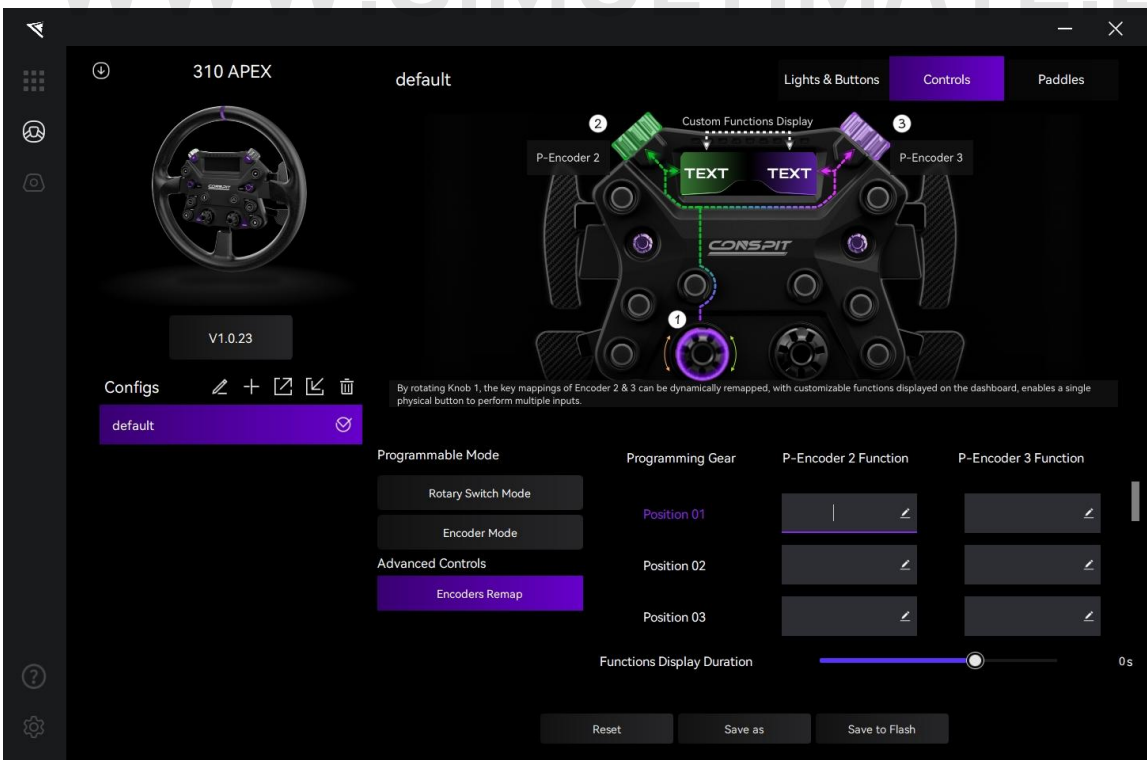 310 APEX
default
Lights & Buttons
Controls
Paddles
2
Custom Functions Display
3
P-Encoder 2
P-Encoder 3
TEXT
TEXT
CONSPIT
1
V1.0.23
Configs
default
By rotating Knob 1, the key mappings of Encoder 2 & 3 can be dynamically remapped, with customizable functions displayed on the dashboard, enables a single
physical button to perform multiple inputs.
Programmable Mode
Rotary Switch Mode
Encoder Mode
Advanced Controls
Encoders Remap
Programming Gear
P-Encoder 2 Function
P-Encoder 3 Function
Position 01
Position 02
Position 03
Functions Display Duration
0s
Reset
Save as
Save to Flash